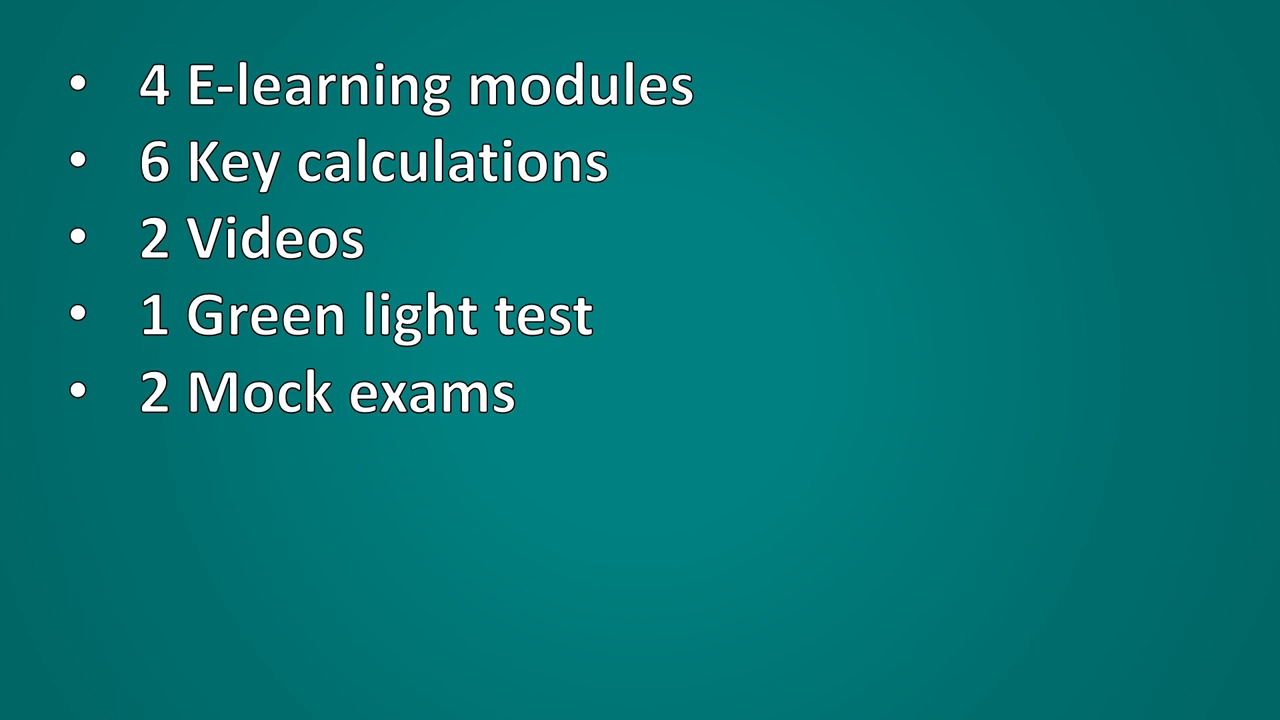 • 4 E-learning modules
• 6 Key calculations
• 2 Videos
• 1 Green light test
• 2 Mock exams